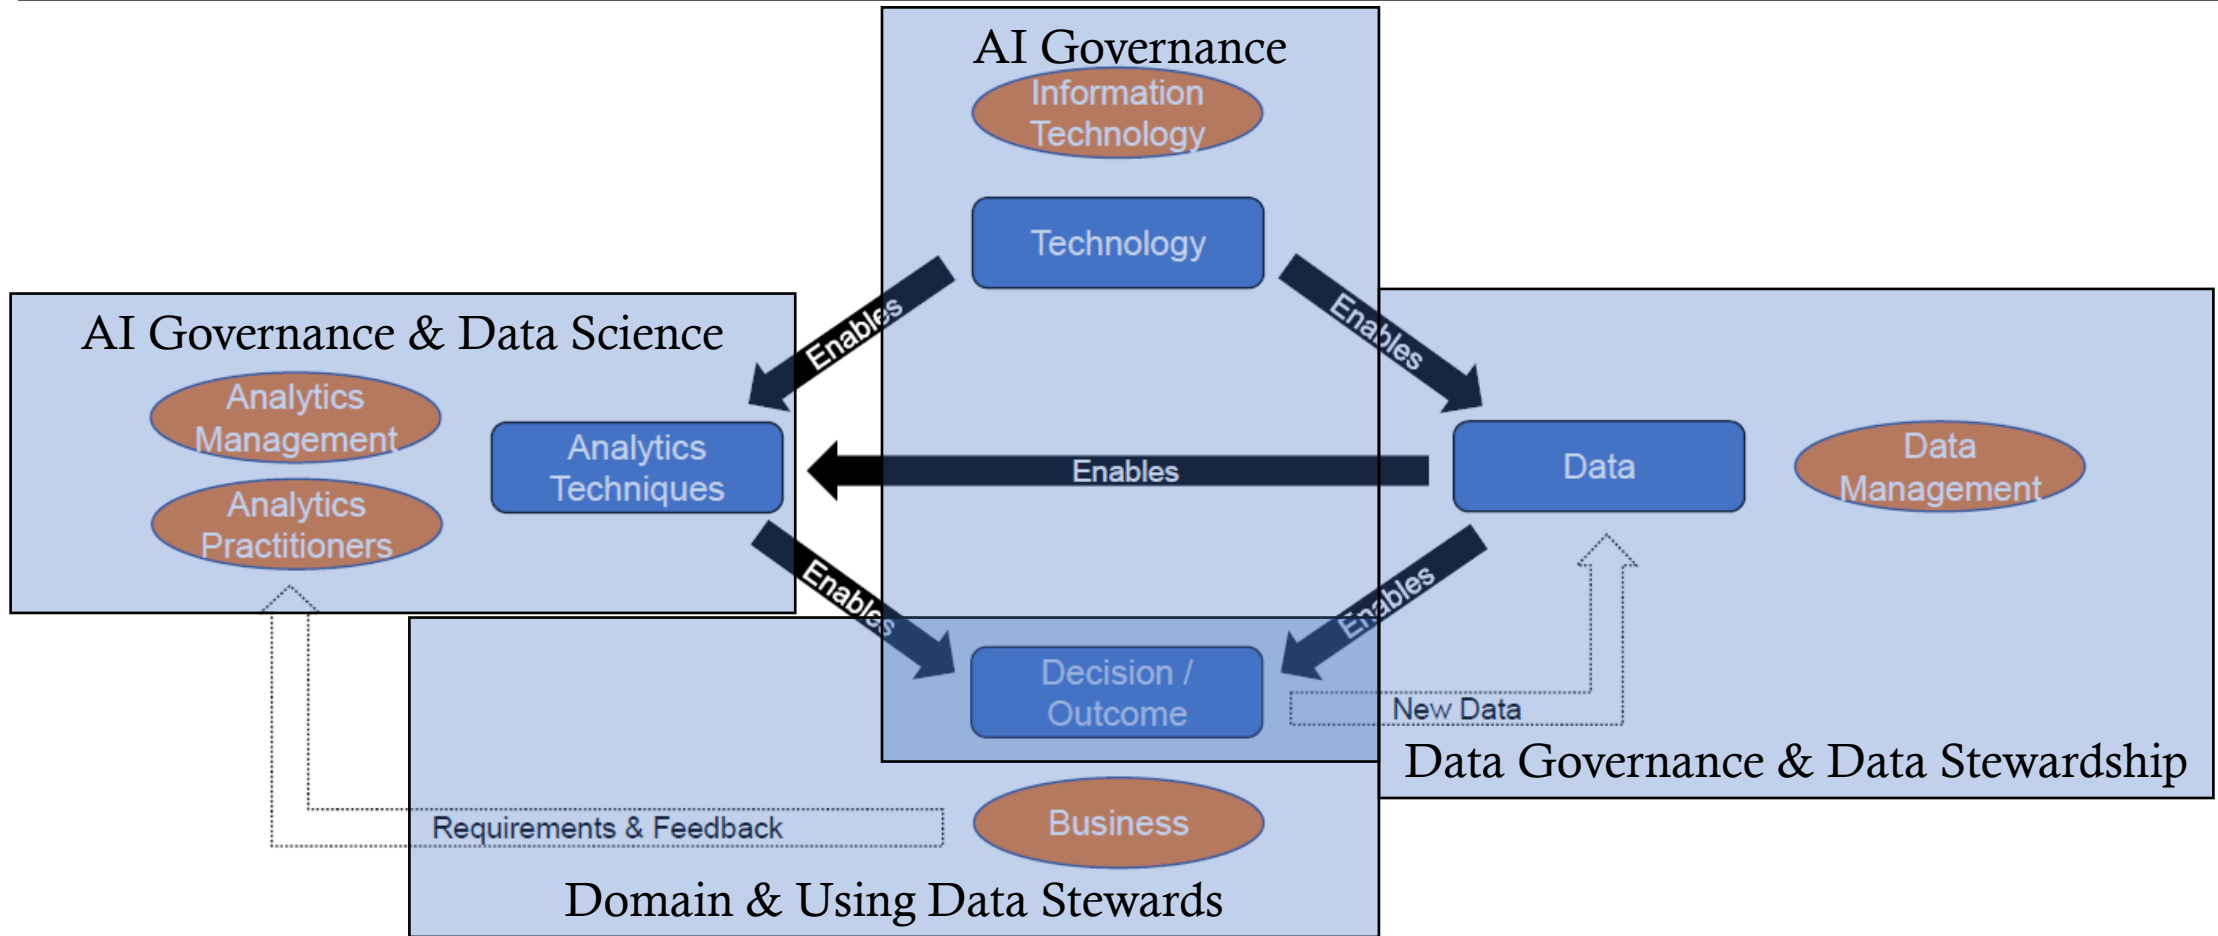 AI Governance
Information
Technology
Technology
Enables
Enables
AI Governance & Data Science
Analytics
Management
Analytics
Practitioners
Analytics
Techniques
Enables
Data
Data
Management
Enables
Enables
Decision /
Outcome
New Data
Data Governance & Data Stewardship
Requirements & Feedback
Business
Domain & Using Data Stewards